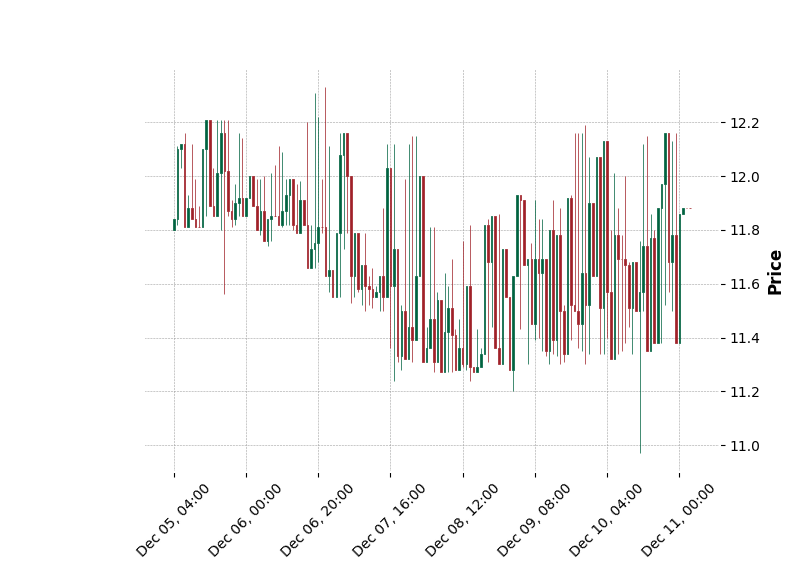 12.2
12.0
11.8
11.6
11.4
11.2
11.0
Price
Dec 05, 04:00
Dec 06, 00:00
Dec 06, 20:00
Dec 07, 16:00
Dec 08, 12:00
Dec 09, 08:00
Dec 10, 04:00
Dec 11, 00:00